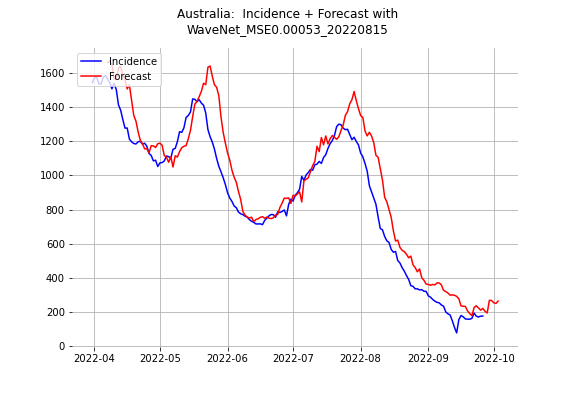 Australia:  Incidence + Forecast with
WaveNet_MSE0.00053_20220815
Incidence
Forecast
1600
1400
1200
1000
800
600
400
200
0
2022-04 2022-05 2022-06 2022-07 2022-08 2022-09 2022-10